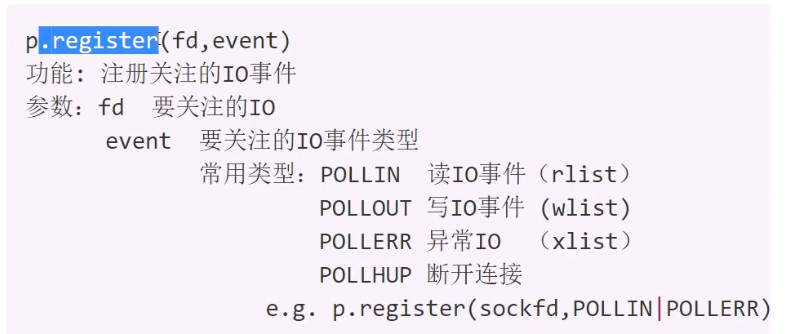 p.register(fd,event)
功能: 注册关注的IO事件
参数: fd 要关注的IO
event 要关注的IO事件类型
常用类型: POLLIN 读IO事件（rlist）
POLLOUT 写IO事件 (wlist)
POLLERR 异常IO （xlist）
POLLHUP 断开连接
e.g. p.register(sockfd,POLLIN|POLLERR)